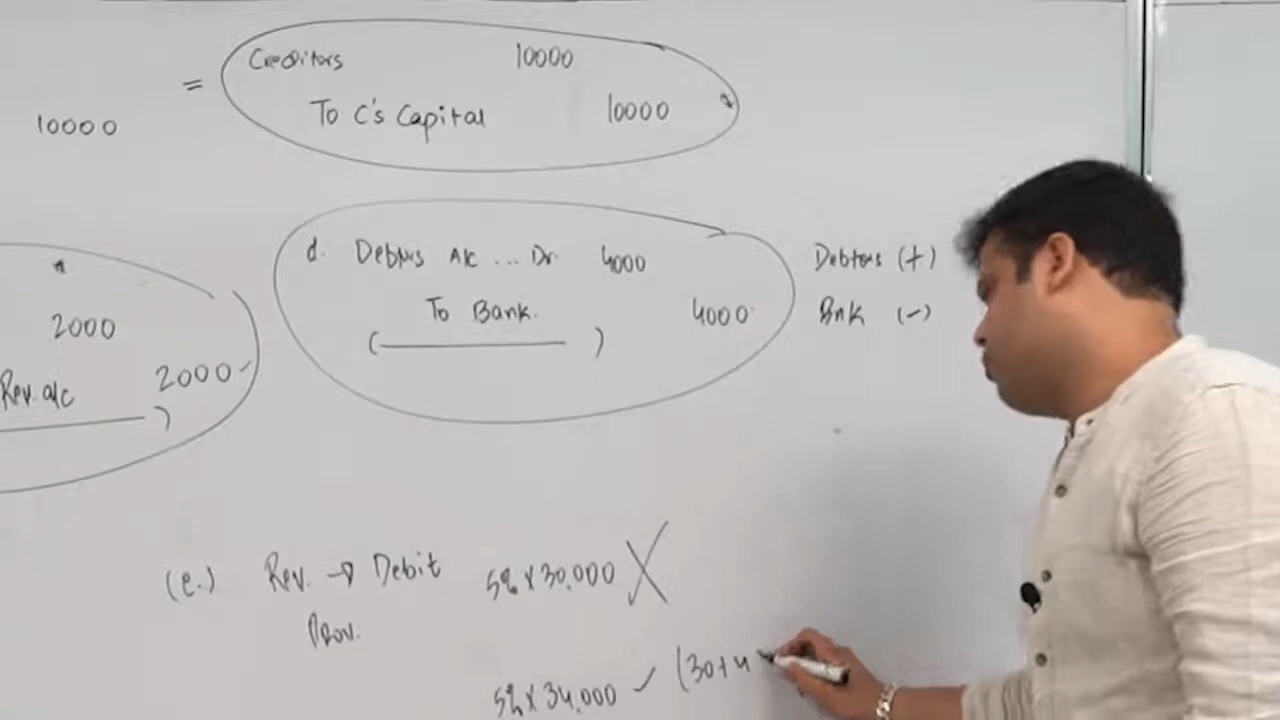 Creditors 10000
To C's Capital 10000
=
10000
2000
Rev. a/c 2000
d. Debtors A/c ... Dr. 4000
To Bank. 4000
( )
Debtors (+)
Bnk (-)
(e.) Rev. → Debit 5% x 30,000 X
Prov.
5% x 34,000 ✓ (30+4